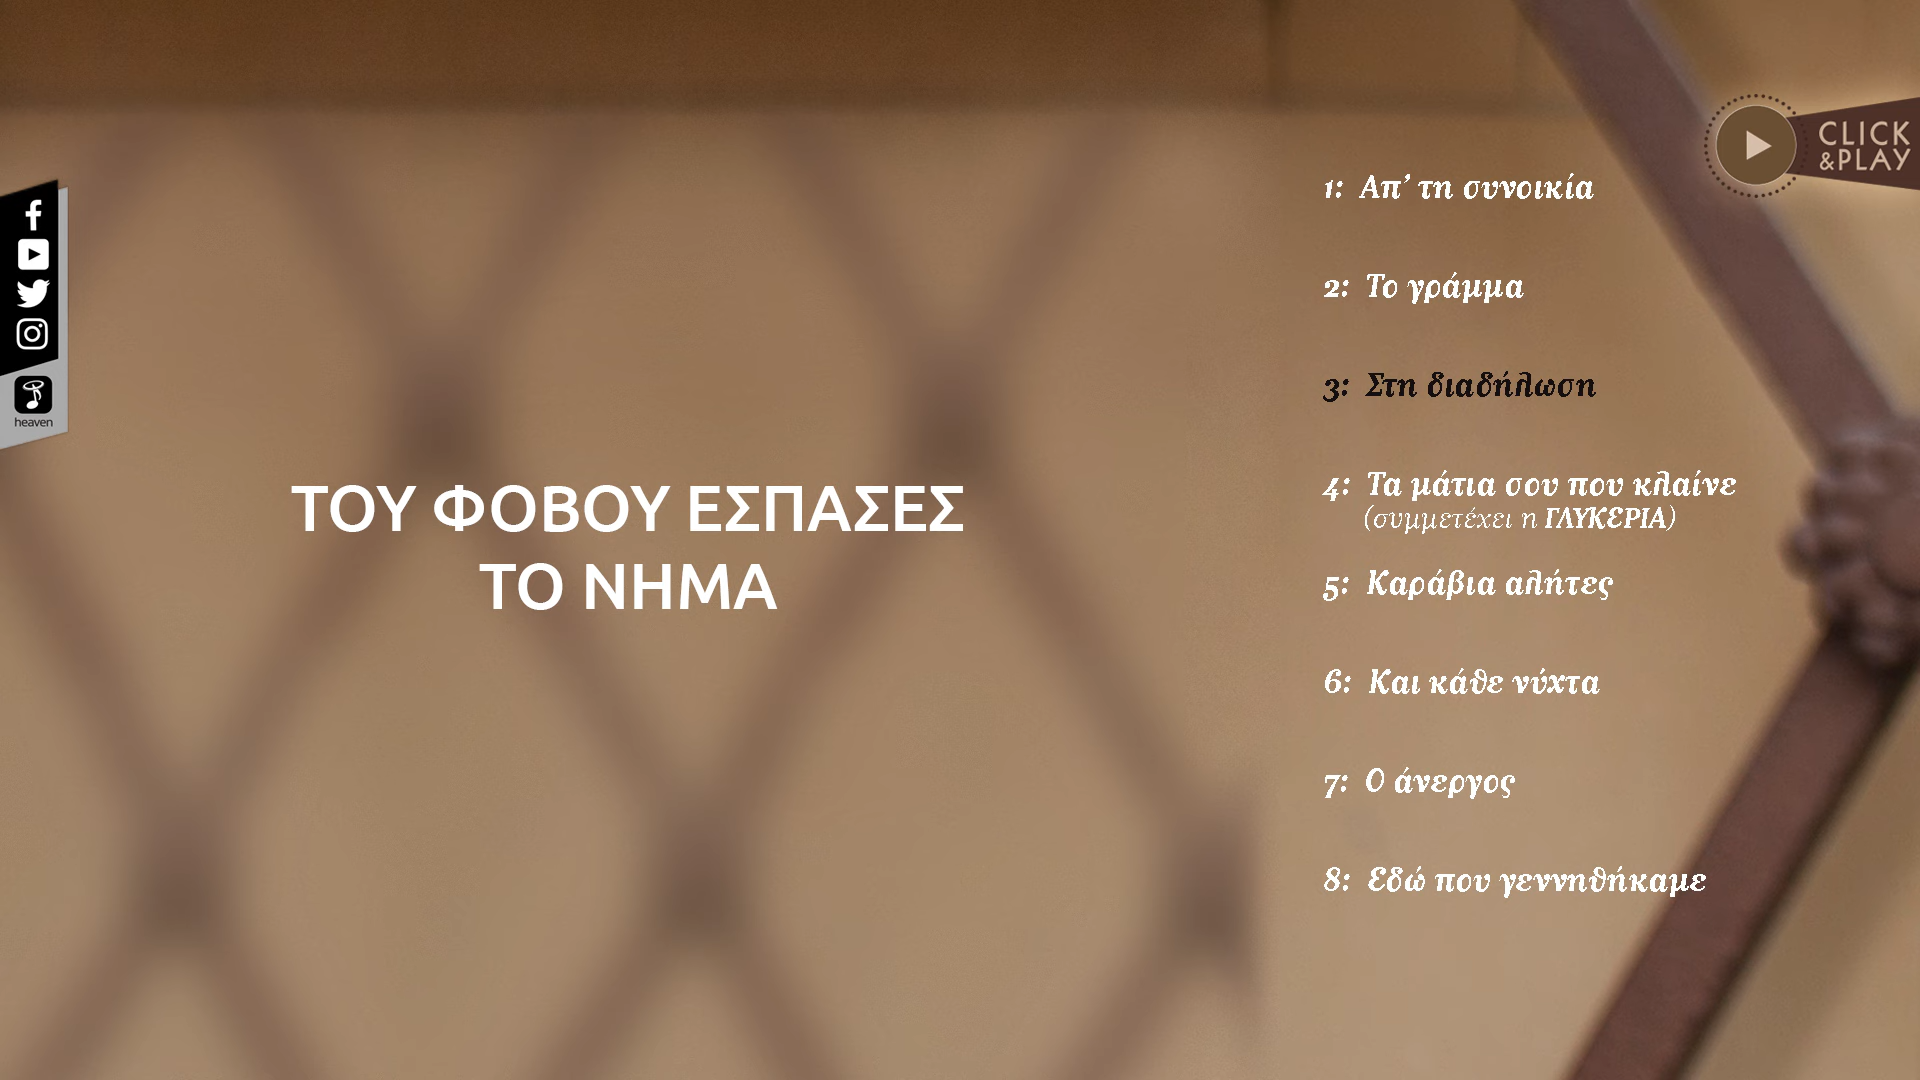 CLICK
&PLAY
heaven
ΤΟΥ ΦΟΒΟΥ ΕΣΠΑΣΕΣ
ΤΟ ΝΗΜΑ
1: Απ’ τη συνοικία
2: Το γράμμα
3: Στη διαδήλωση
4: Τα μάτια σου που κλαίνε
(συμμετέχει η ΓΛΥΚΕΡΙΑ)
5: Καράβια αλήτες
6: Και κάθε νύχτα
7: Ο άνεργος
8: Εδώ που γεννηθήκαμε